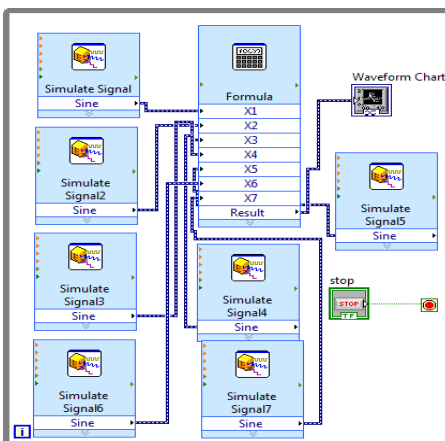 Simulate Signal
Sine
Simulate
Signal2
Sine
Simulate
Signal3
Sine
Simulate
Signal6
Sine
Formula
X1
X2
X3
X4
X5
X6
X7
Result
Simulate
Signal4
Sine
Simulate
Signal7
Sine
Waveform Chart
Simulate
Signal5
Sine
stop
STOP
TF
i